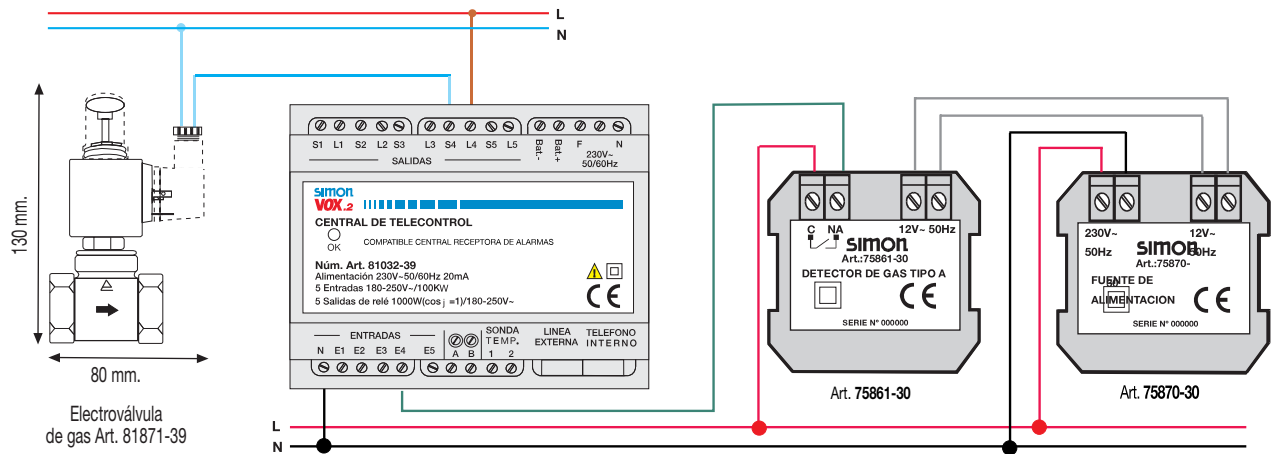 L
N
130 mm.
80 mm.
Electroválvula
de gas Art. 81871-39
S1 L1 S2 L2 S3 L3 S4 L4 S5 L5 Bat.- Bat.+ F N
SALIDAS
230V~
50/60Hz
simon
VOX.2
CENTRAL DE TELECONTROL
OK
COMPATIBLE CENTRAL RECEPTORA DE ALARMAS
Núm. Art. 81032-39
Alimentación 230V~50/60Hz 20mA
5 Entradas 180-250V~/100KW
5 Salidas de relé 1000W(cos j =1)/180-250V~
CE
ENTRADAS
SONDA
TEMP.
LINEA
EXTERNA
TELEFONO
INTERNO
N E1 E2 E3 E4 E5 A B 1 2
C NA 12V~ 50Hz
simon
Art.:75861-30
DETECTOR DE GAS TIPO A
CE
SERIE Nº 000000
Art. 75861-30
230V~
50Hz
12V~
50Hz
simon
Art.:75870-
30
FUENTE DE
ALIMENTACION
CE
SERIE Nº 000000
Art. 75870-30
L
N